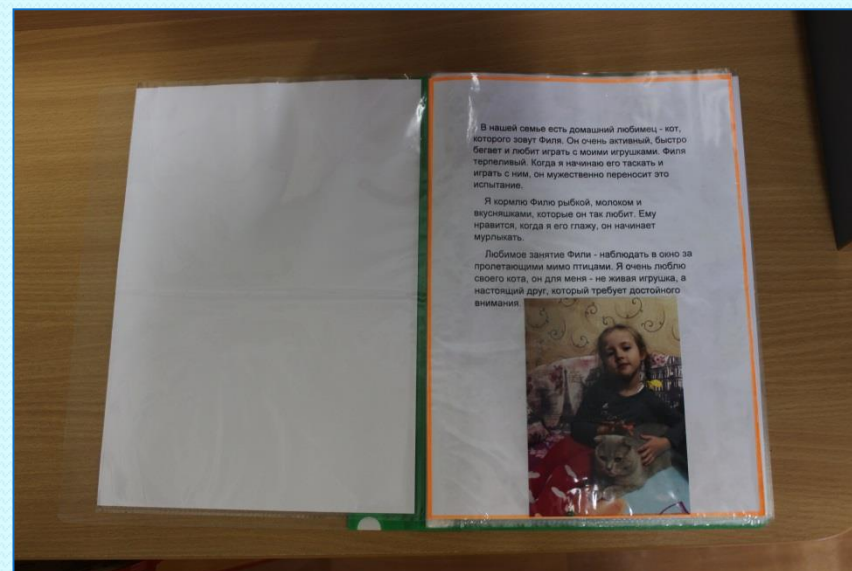 В нашей семье есть домашний любимец - кот,
которого зовут Филя. Он очень активный, быстро
бегает и любит играть с моими игрушками. Филя
терпеливый. Когда я начинаю его таскать и
играть с ним, он мужественно переносит это
испытание.
Я кормлю Филю рыбкой, молоком и
вкусняшками, которые он так любит. Ему
нравится, когда я его глажу, он начинает
мурлыкать.
Любимое занятие Фили - наблюдать в окно за
пролетающими мимо птицами. Я очень люблю
своего кота, он для меня - не живая игрушка, а
настоящий друг, который требует достойного
внимания.